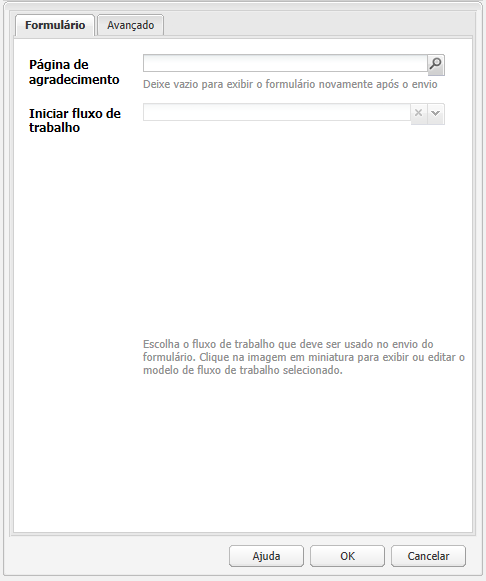 Formulário
Avançado
Página de
agradecimento
Deixe vazio para exibir o formulário novamente após o envio
Iniciar fluxo de
trabalho
Escolha o fluxo de trabalho que deve ser usado no envio do
formulário. Clique na imagem em miniatura para exibir ou editar o
modelo de fluxo de trabalho selecionado.
Ajuda
OK
Cancelar